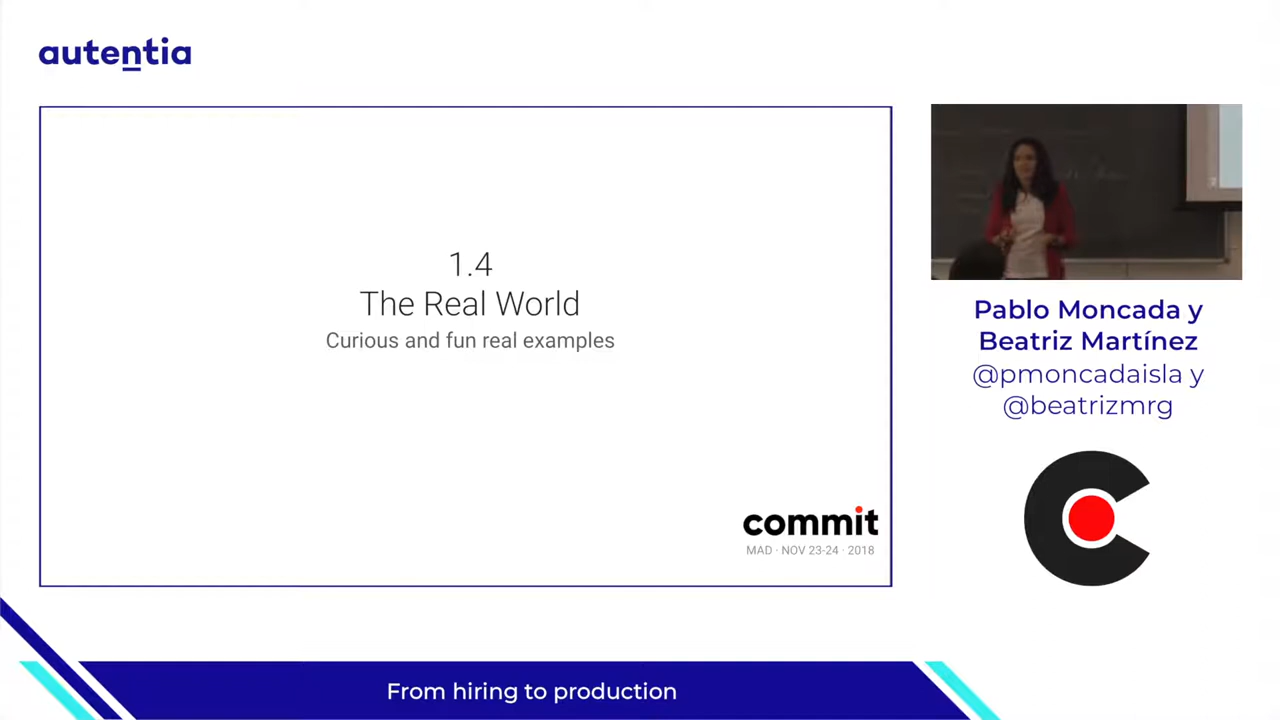 autentia
1.4
The Real World
Curious and fun real examples
commit
MAD · NOV 23-24 · 2018
Pablo Moncada y
Beatriz Martínez
@pmoncadaisla y
@beatrizmrg
From hiring to production